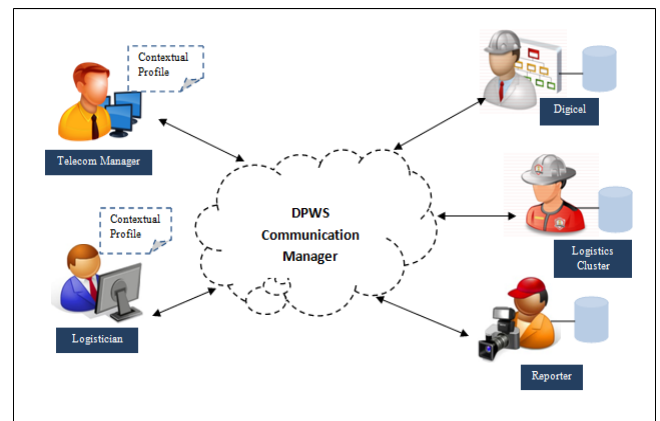 Contextual
Profile
Telecom Manager
Digicel
DPWS
Communication
Manager
Contextual
Profile
Logistician
Logistics
Cluster
Reporter